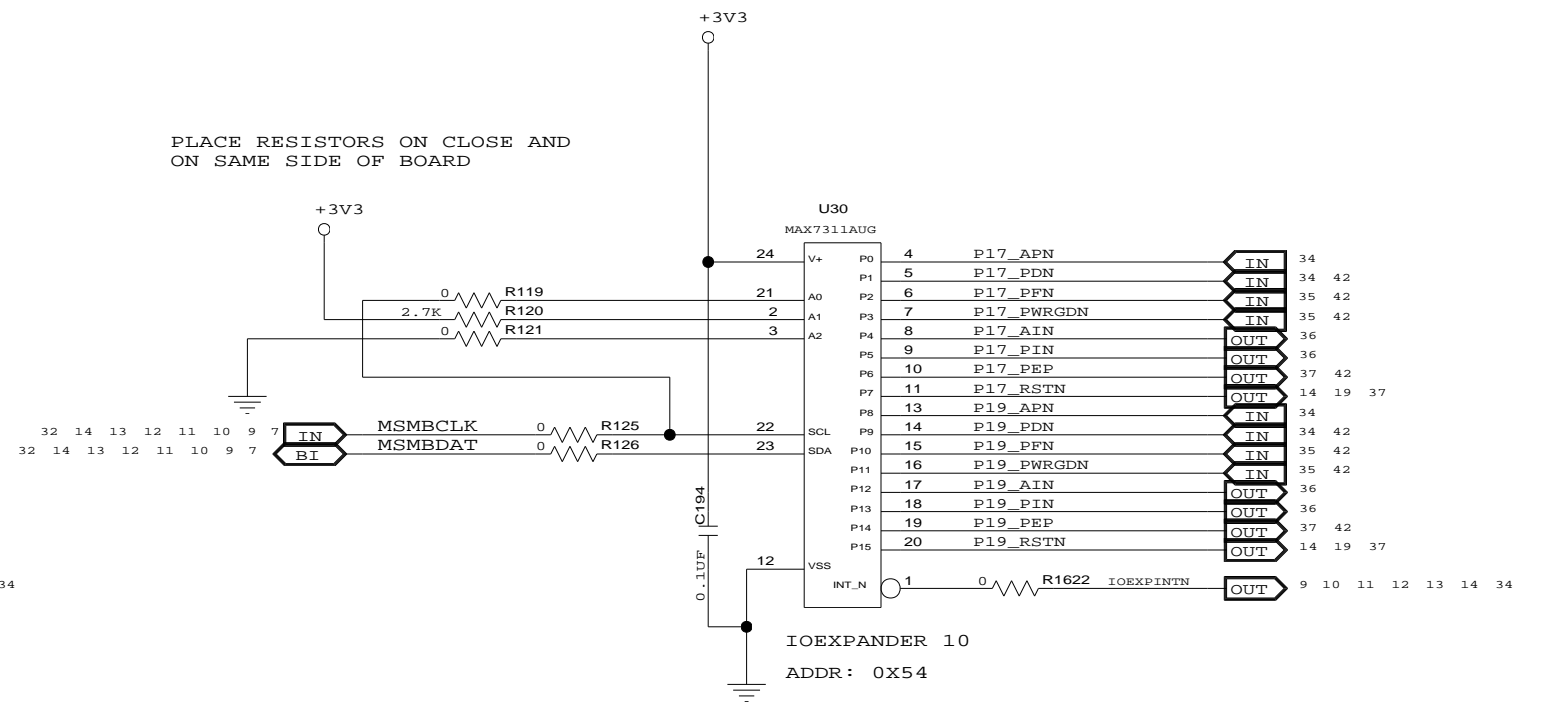 +3V3
PLACE RESISTORS ON CLOSE AND
ON SAME SIDE OF BOARD
+3V3
U30
MAX7311AUG
24 V+ P0 4 P17_APN IN 34
P1 5 P17_PDN IN 34 42
0 R119 21 A0 P2 6 P17_PFN IN 35 42
2.7K R120 2 A1 P3 7 P17_PWRGDN IN 35 42
0 R121 3 A2 P4 8 P17_AIN OUT 36
P5 9 P17_PIN OUT 36
P6 10 P17_PEP OUT 37 42
P7 11 P17_RSTN OUT 14 19 37
P8 13 P19_APN IN 34
32 14 13 12 11 10 9 7 IN MSMBCLK 0 R125 22 SCL P9 14 P19_PDN IN 34 42
32 14 13 12 11 10 9 7 BI MSMBDAT 0 R126 23 SDA P10 15 P19_PFN IN 35 42
P11 16 P19_PWRGDN IN 35 42
P12 17 P19_AIN OUT 36
P13 18 P19_PIN OUT 36
P14 19 P19_PEP OUT 37 42
P15 20 P19_RSTN OUT 14 19 37
C194
0.1UF
12 VSS
34
INT_N 1 0 R1622 IOEXPINTN OUT 9 10 11 12 13 14 34
IOEXPANDER 10
ADDR: 0X54